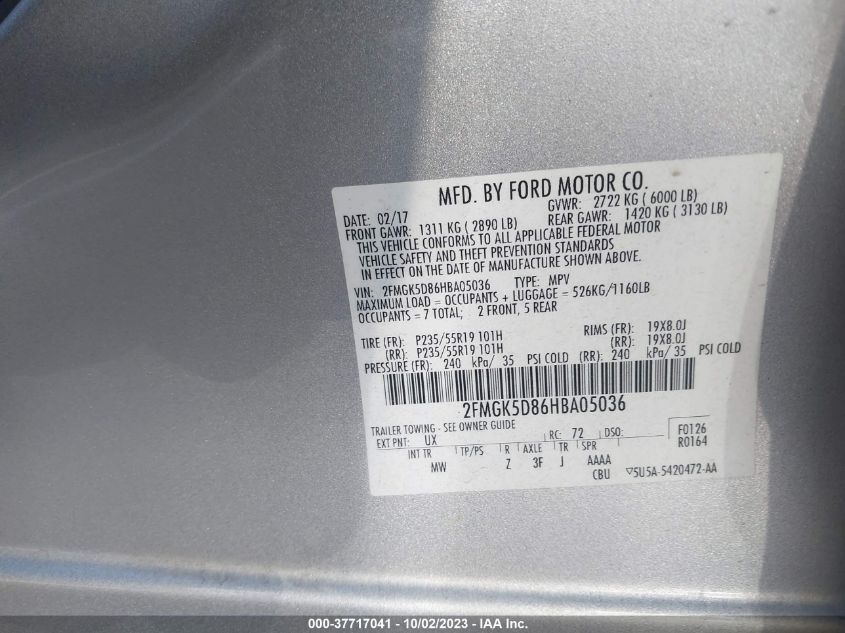 MFD. BY FORD MOTOR CO.
DATE: 02/17 GVWR: 2722 KG ( 6000 LB)
FRONT GAWR: 1311 KG ( 2890 LB) REAR GAWR: 1420 KG ( 3130 LB)
THIS VEHICLE CONFORMS TO ALL APPLICABLE FEDERAL MOTOR
VEHICLE SAFETY AND THEFT PREVENTION STANDARDS
IN EFFECT ON THE DATE OF MANUFACTURE SHOWN ABOVE.
VIN: 2FMGK5D86HBA05036 TYPE: MPV
MAXIMUM LOAD = OCCUPANTS + LUGGAGE = 526KG/1160LB
OCCUPANTS = 7 TOTAL; 2 FRONT, 5 REAR
TIRE (FR): P235/55R19 101H RIMS (FR): 19X8.0J
(RR): P235/55R19 101H (RR): 19X8.0J
PRESSURE (FR): 240 kPa/ 35 PSI COLD (RR): 240 kPa/ 35 PSI COLD
2FMGK5D86HBA05036
TRAILER TOWING - SEE OWNER GUIDE
EXT PNT: UX RC: 72 DSO: F0126
R0164
INT TR TP/PS R AXLE TR SPR
MW Z 3F J AAAA
CBU ▽5U5A-5420472-AA
000-37717041 - 10/02/2023 - IAA Inc.